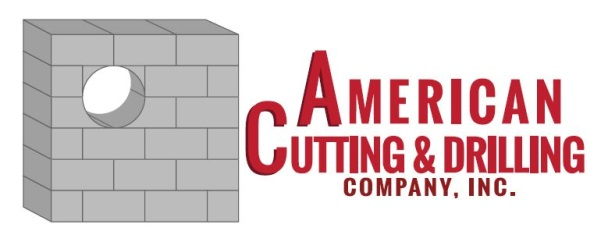 AMERICAN
CUTTING & DRILLING
COMPANY, INC.